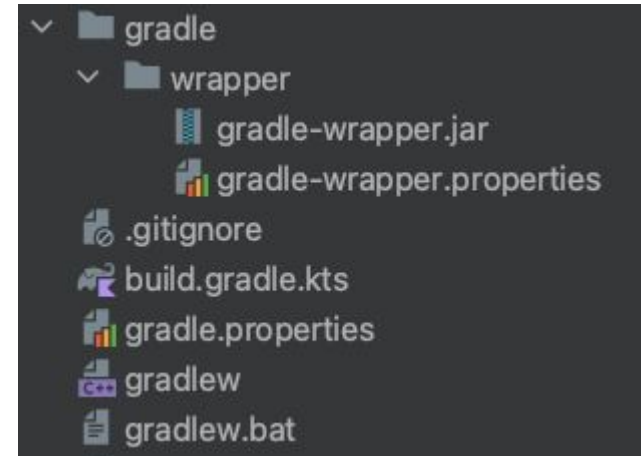 gradle
wrapper
gradle-wrapper.jar
gradle-wrapper.properties
.gitignore
build.gradle.kts
gradle.properties
C++ gradlew
gradlew.bat